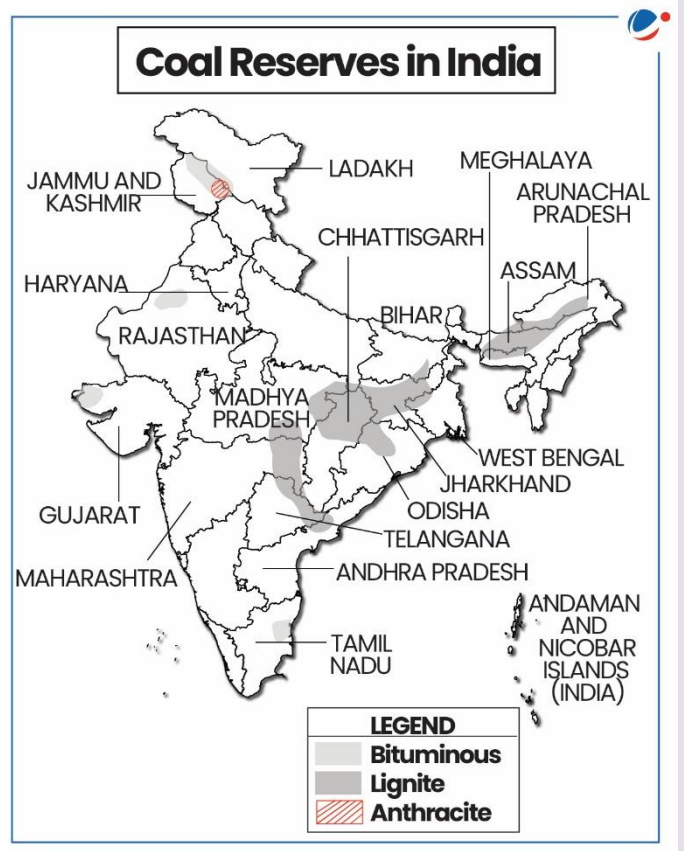 Coal Reserves in India
LADAKH
MEGHALAYA
JAMMU AND
KASHMIR
ARUNACHAL
PRADESH
CHHATTISGARH
ASSAM
HARYANA
BIHAR
RAJASTHAN
MADHYA
PRADESH
WEST BENGAL
JHARKHAND
GUJARAT
ODISHA
TELANGANA
MAHARASHTRA
ANDHRA PRADESH
ANDAMAN
AND
NICOBAR
ISLANDS
(INDIA)
TAMIL
NADU
LEGEND
Bituminous
Lignite
Anthracite